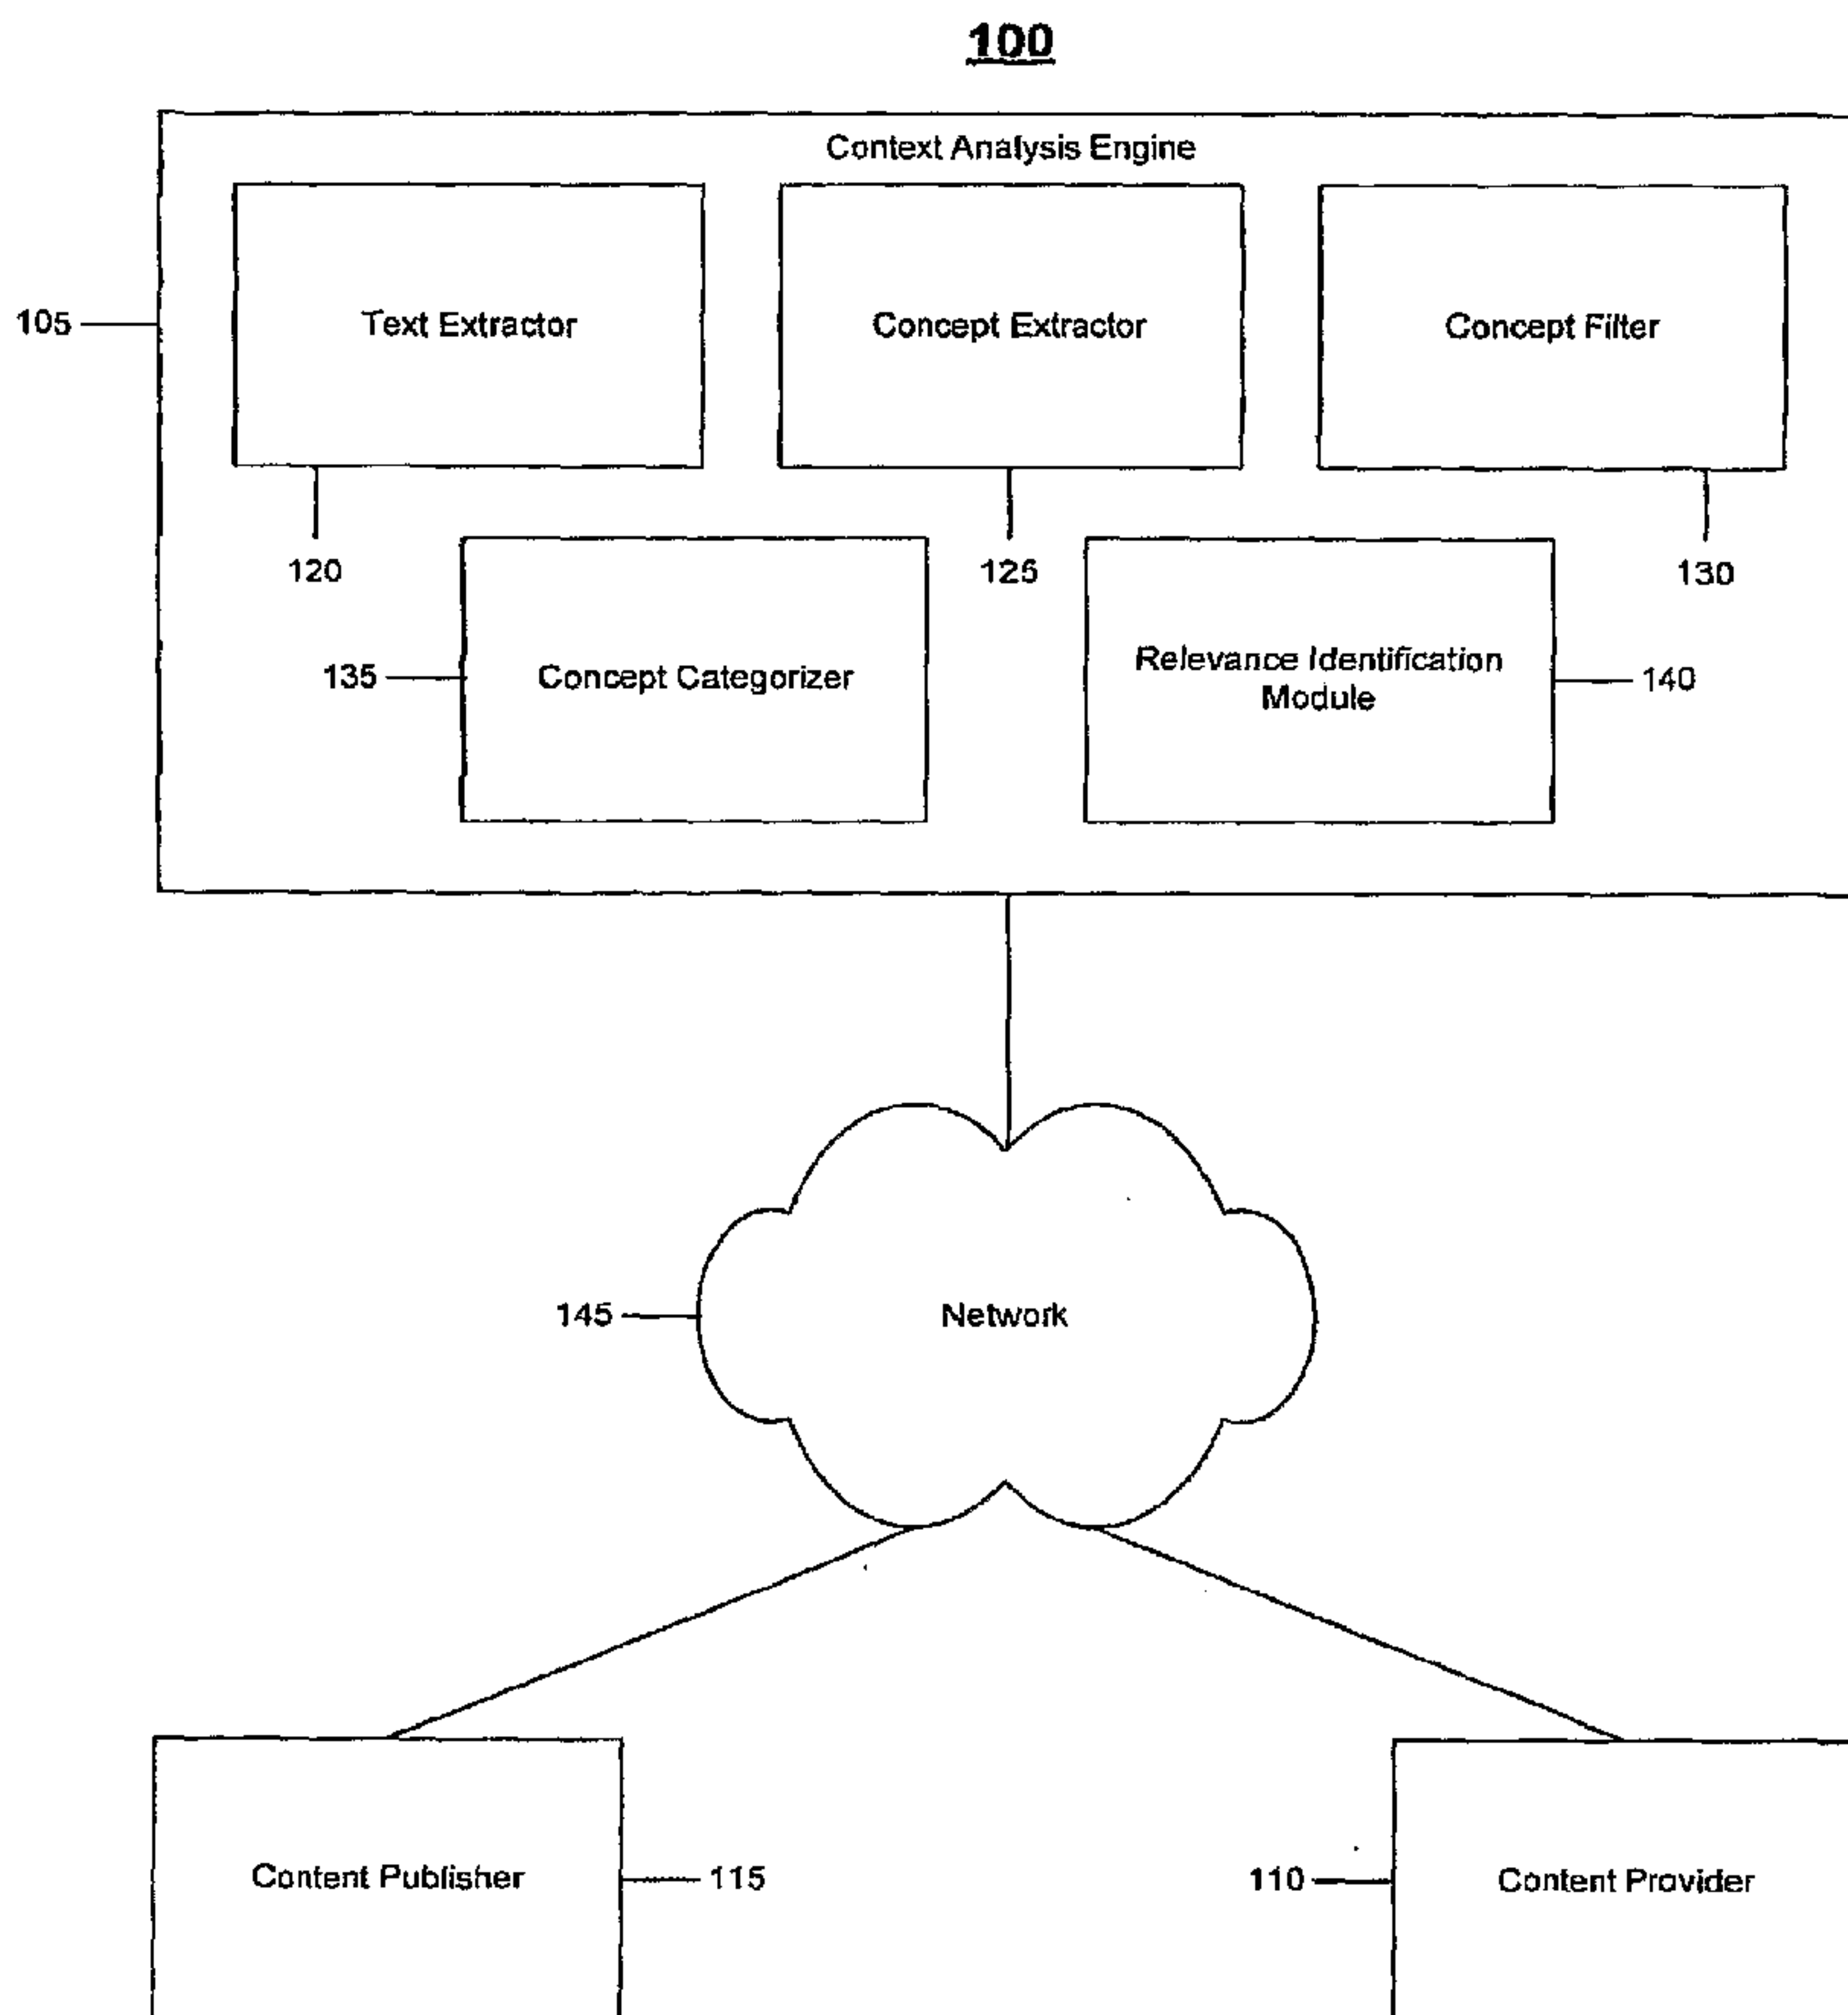 100
Context Analysis Engine
Text Extractor
Concept Extractor
Concept Filter
105
120
125
130
135
Concept Categorizer
Relevance Identification
Module
140
145
Network
Content Publisher
115
110
Content Provider